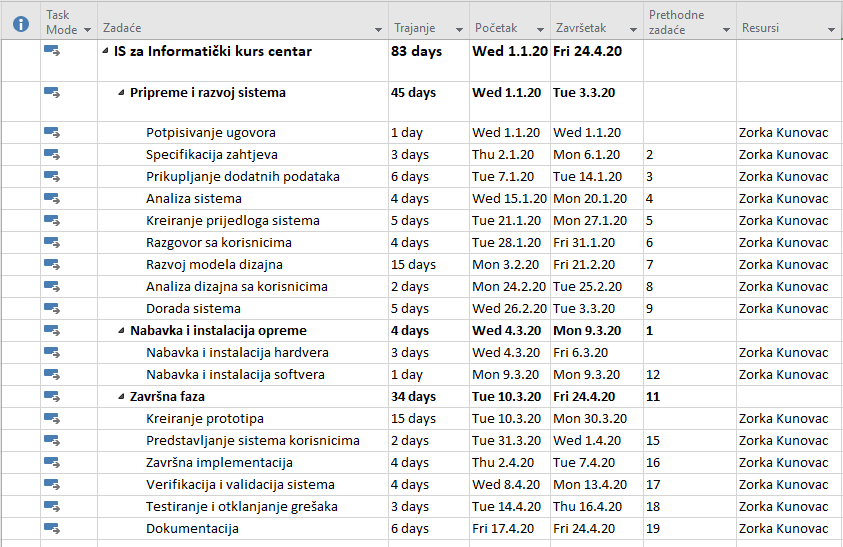 Task Mode Zadaće Trajanje Početak Završetak Prethodne zadaće Resursi
IS za Informatički kurs centar 83 days Wed 1.1.20 Fri 24.4.20
Pripreme i razvoj sistema 45 days Wed 1.1.20 Tue 3.3.20
Potpisivanje ugovora 1 day Wed 1.1.20 Wed 1.1.20 Zorka Kunovac
Specifikacija zahtjeva 3 days Thu 2.1.20 Mon 6.1.20 2 Zorka Kunovac
Prikupljanje dodatnih podataka 6 days Tue 7.1.20 Tue 14.1.20 3 Zorka Kunovac
Analiza sistema 4 days Wed 15.1.20 Mon 20.1.20 4 Zorka Kunovac
Kreiranje prijedloga sistema 5 days Tue 21.1.20 Mon 27.1.20 5 Zorka Kunovac
Razgovor sa korisnicima 4 days Tue 28.1.20 Fri 31.1.20 6 Zorka Kunovac
Razvoj modela dizajna 15 days Mon 3.2.20 Fri 21.2.20 7 Zorka Kunovac
Analiza dizajna sa korisnicima 2 days Mon 24.2.20 Tue 25.2.20 8 Zorka Kunovac
Dorada sistema 5 days Wed 26.2.20 Tue 3.3.20 9 Zorka Kunovac
Nabavka i instalacija opreme 4 days Wed 4.3.20 Mon 9.3.20 1
Nabavka i instalacija hardvera 3 days Wed 4.3.20 Fri 6.3.20 Zorka Kunovac
Nabavka i instalacija softvera 1 day Mon 9.3.20 Mon 9.3.20 12 Zorka Kunovac
Završna faza 34 days Tue 10.3.20 Fri 24.4.20 11
Kreiranje prototipa 15 days Tue 10.3.20 Mon 30.3.20 Zorka Kunovac
Predstavljanje sistema korisnicima 2 days Tue 31.3.20 Wed 1.4.20 15 Zorka Kunovac
Završna implementacija 4 days Thu 2.4.20 Tue 7.4.20 16 Zorka Kunovac
Verifikacija i validacija sistema 4 days Wed 8.4.20 Mon 13.4.20 17 Zorka Kunovac
Testiranje i otklanjanje grešaka 3 days Tue 14.4.20 Thu 16.4.20 18 Zorka Kunovac
Dokumentacija 6 days Fri 17.4.20 Fri 24.4.20 19 Zorka Kunovac